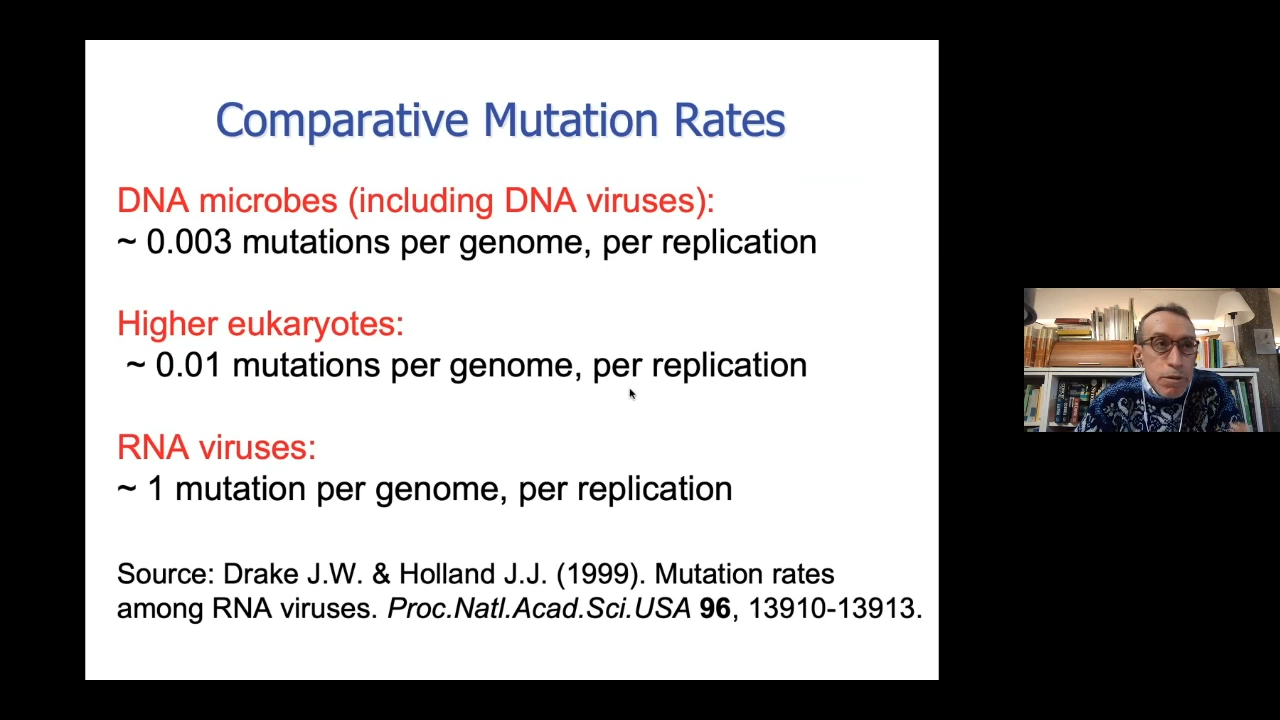 Comparative Mutation Rates
DNA microbes (including DNA viruses):
~ 0.003 mutations per genome, per replication
Higher eukaryotes:
~ 0.01 mutations per genome, per replication
RNA viruses:
~ 1 mutation per genome, per replication
Source: Drake J.W. & Holland J.J. (1999). Mutation rates
among RNA viruses. Proc.Natl.Acad.Sci.USA 96, 13910-13913.